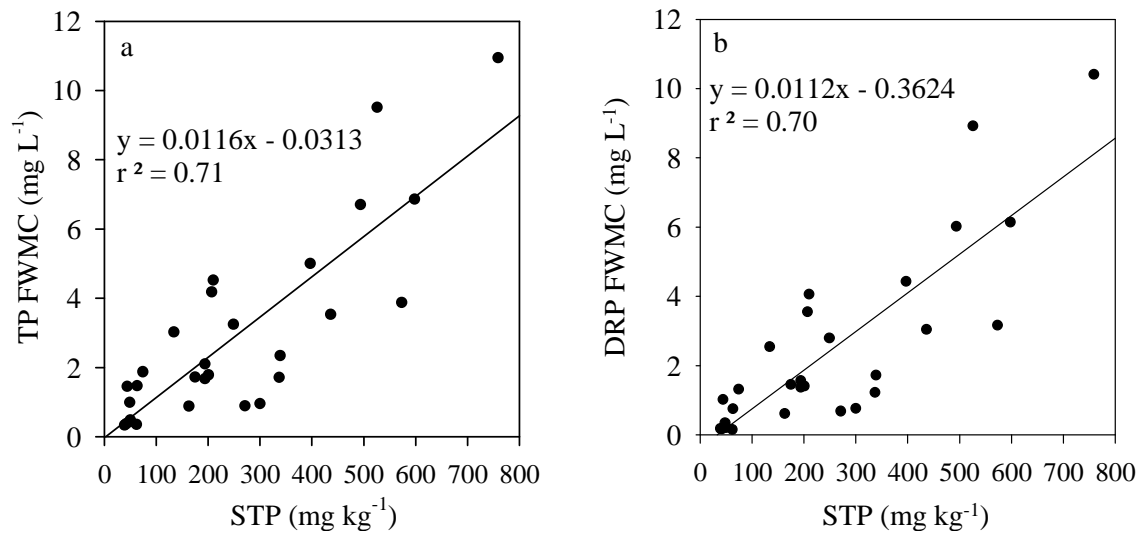 a
y = 0.0116x - 0.0313
r ² = 0.71
TP FWMC (mg L⁻¹)
12
10
8
6
4
2
0
0 100 200 300 400 500 600 700 800
STP (mg kg⁻¹)
b
y = 0.0112x - 0.3624
r ² = 0.70
DRP FWMC (mg L⁻¹)
12
10
8
6
4
2
0
0 100 200 300 400 500 600 700 800
STP (mg kg⁻¹)